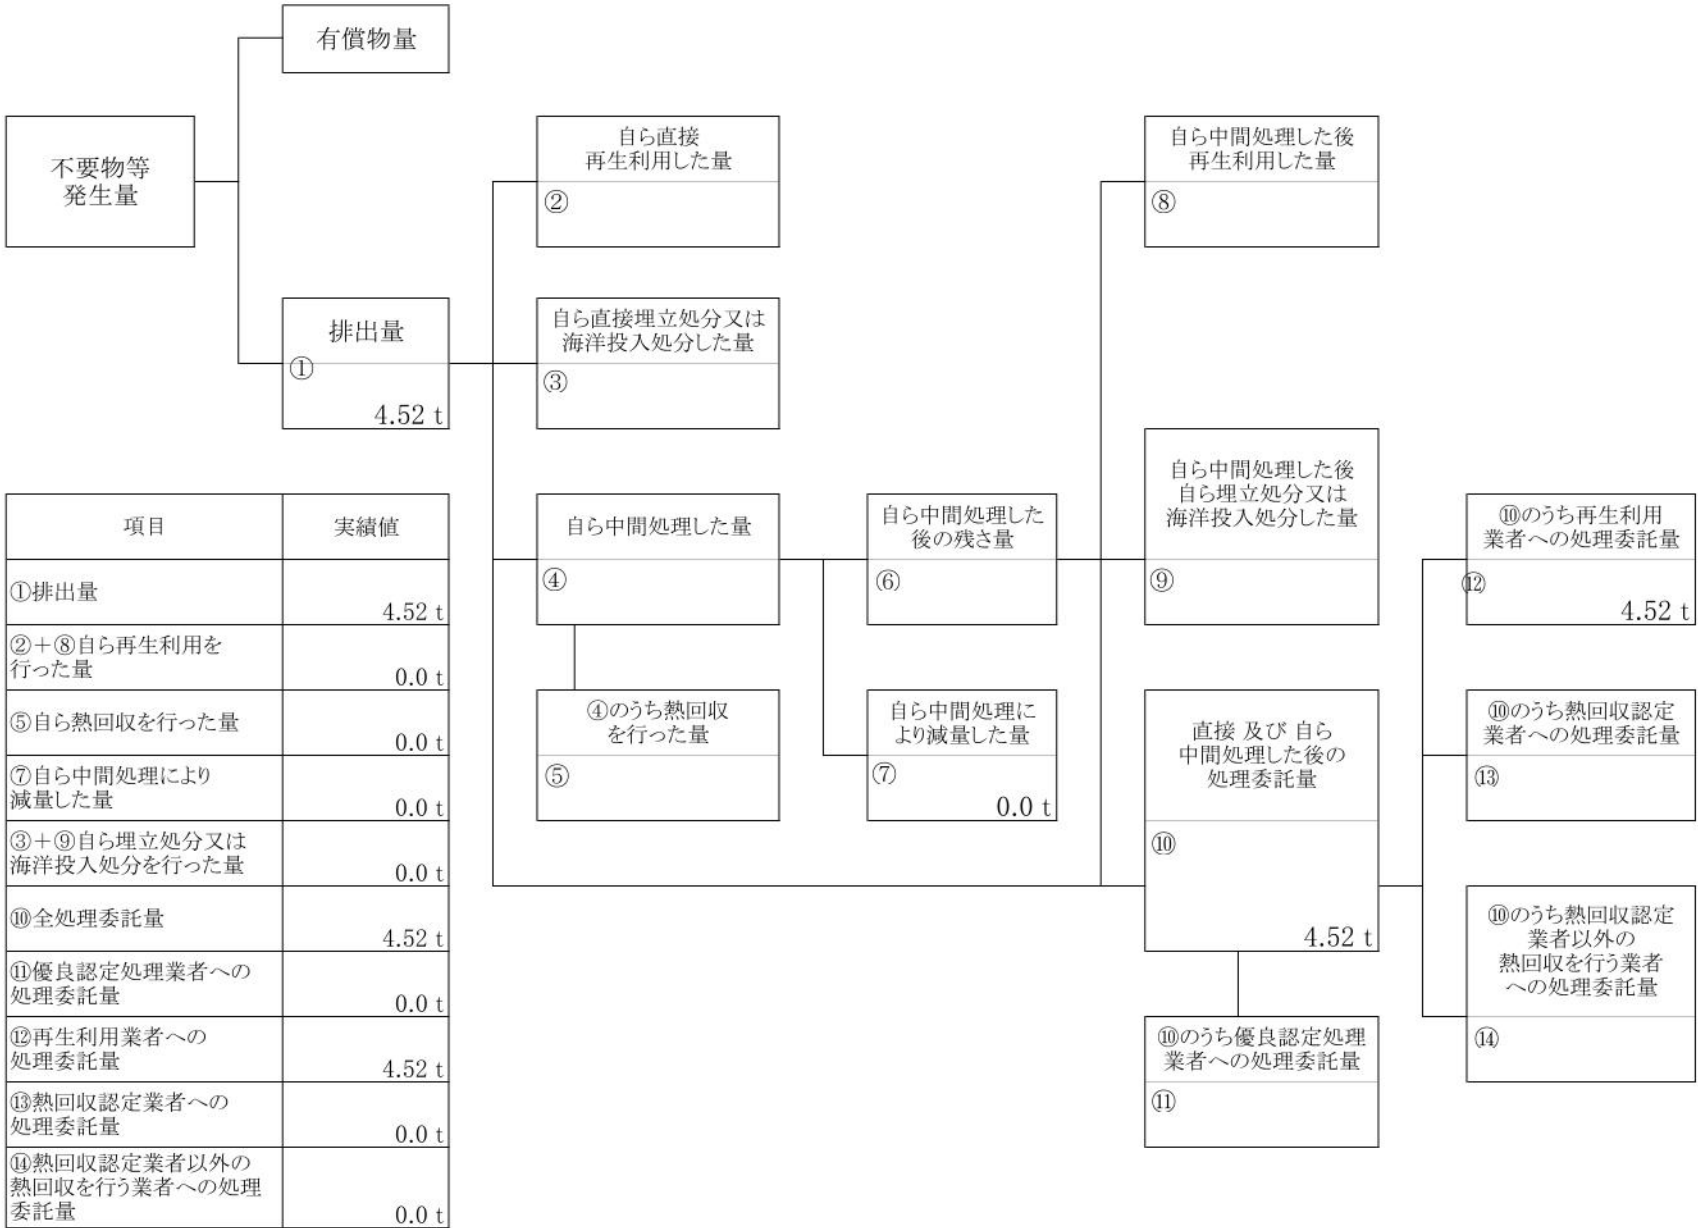 有償物量
不要物等
発生量
自ら直接
再生利用した量
②
自ら中間処理した後
再生利用した量
⑧
排出量
①
4.52 t
自ら直接埋立処分又は
海洋投入処分した量
③
自ら中間処理した量
④
自ら中間処理した
後の残さ量
⑥
自ら中間処理した後
自ら埋立処分又は
海洋投入処分した量
⑨
⑩のうち再生利用
業者への処理委託量
⑫
4.52 t
④のうち熱回収
を行った量
⑤
自ら中間処理に
より減量した量
⑦
0.0 t
直接 及び 自ら
中間処理した後の
処理委託量
⑩
4.52 t
⑩のうち熱回収認定
業者への処理委託量
⑬
⑩のうち熱回収認定
業者以外の
熱回収を行う業者
への処理委託量
⑭
⑩のうち優良認定処理
業者への処理委託量
⑪
項目 実績値
①排出量
4.52 t
②＋⑧自ら再生利用を
行った量
0.0 t
⑤自ら熱回収を行った量
0.0 t
⑦自ら中間処理により
減量した量
0.0 t
③＋⑨自ら埋立処分又は
海洋投入処分を行った量
0.0 t
⑩全処理委託量
4.52 t
⑪優良認定処理業者への
処理委託量
0.0 t
⑫再生利用業者への
処理委託量
4.52 t
⑬熱回収認定業者への
処理委託量
0.0 t
⑭熱回収認定業者以外の
熱回収を行う業者への処理
委託量
0.0 t